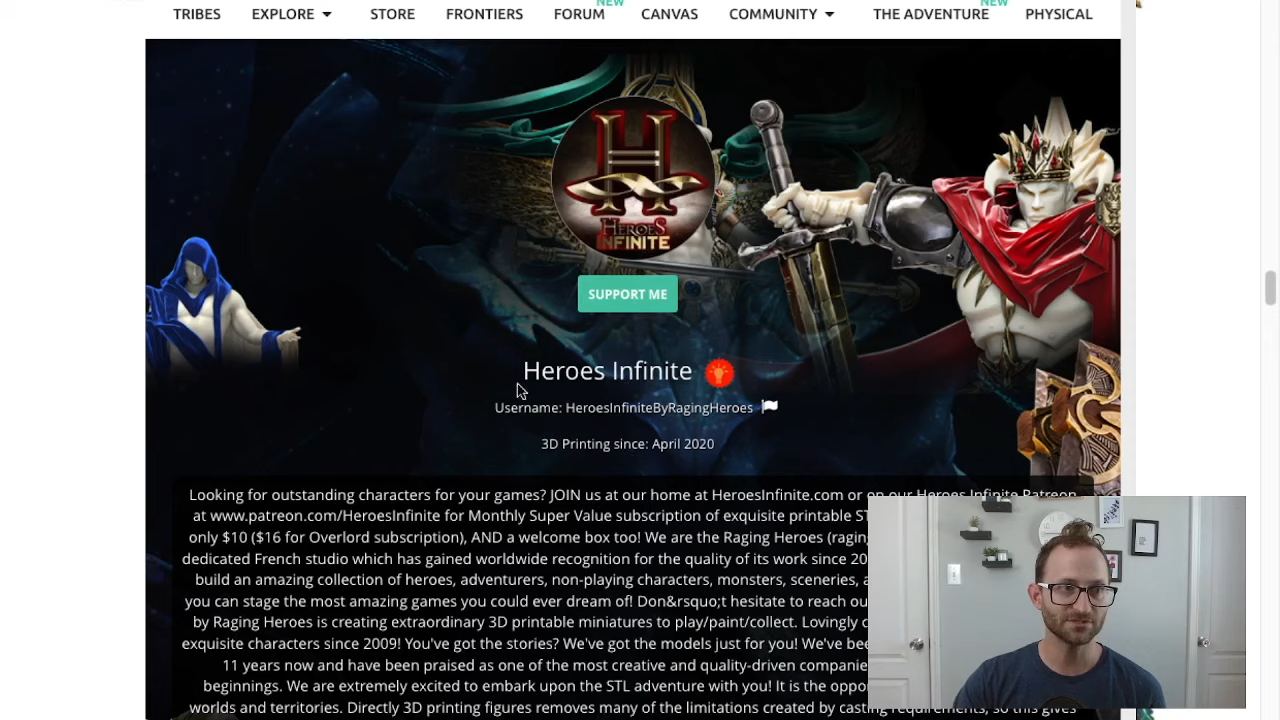 NEW NEW
TRIBES EXPLORE STORE FRONTIERS FORUM CANVAS COMMUNITY THE ADVENTURE PHYSICAL
H
HEROES
INFINITE
SUPPORT ME
Heroes Infinite
Username: HeroesInfiniteByRagingHeroes
3D Printing since: April 2020
Looking for outstanding characters for your games? JOIN us at our home at HeroesInfinite.com or on our Heroes Infinite Patreon
at www.patreon.com/HeroesInfinite for Monthly Super Value subscription of exquisite printable
only $10 ($16 for Overlord subscription), AND a welcome box too! We are the Raging Heroes
dedicated French studio which has gained worldwide recognition for the quality of its work since
build an amazing collection of heroes, adventurers, non-playing characters, monsters, sceneries,
you can stage the most amazing games you could ever dream of! Don&rsquo;t hesitate to reach
by Raging Heroes is creating extraordinary 3D printable miniatures to play/paint/collect. Lovingly
exquisite characters since 2009! You've got the stories? We've got the models just for you! We've
11 years now and have been praised as one of the most creative and quality-driven
beginnings. We are extremely excited to embark upon the STL adventure with you! It is the
worlds and territories. Directly 3D printing figures removes many of the limitations created by casting requirements, so this gives